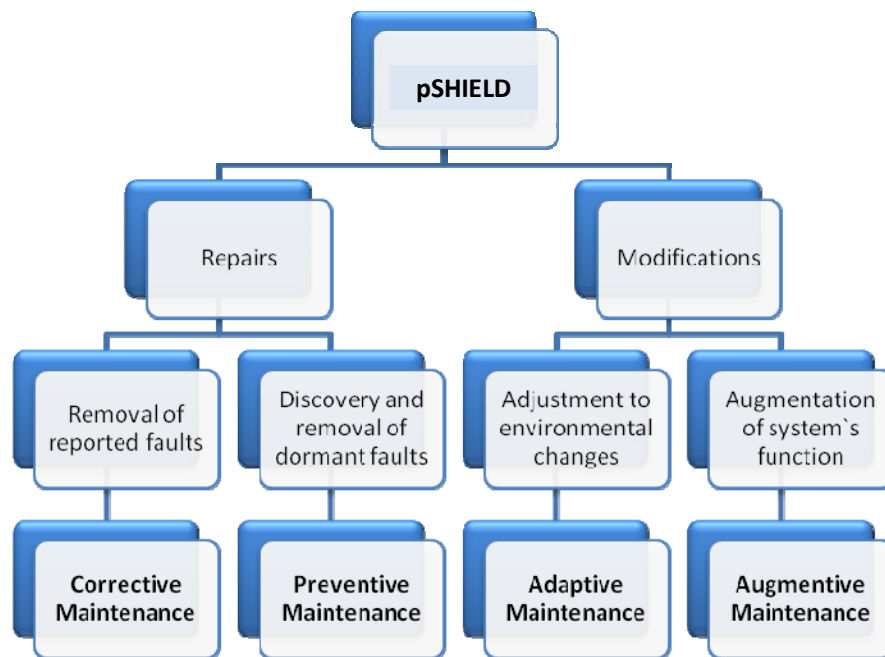 pSHIELD
Repairs
Modifications
Removal of
reported faults
Discovery and
removal of
dormant faults
Adjustment to
environmental
changes
Augmentation
of system`s
function
Corrective
Maintenance
Preventive
Maintenance
Adaptive
Maintenance
Augmentive
Maintenance